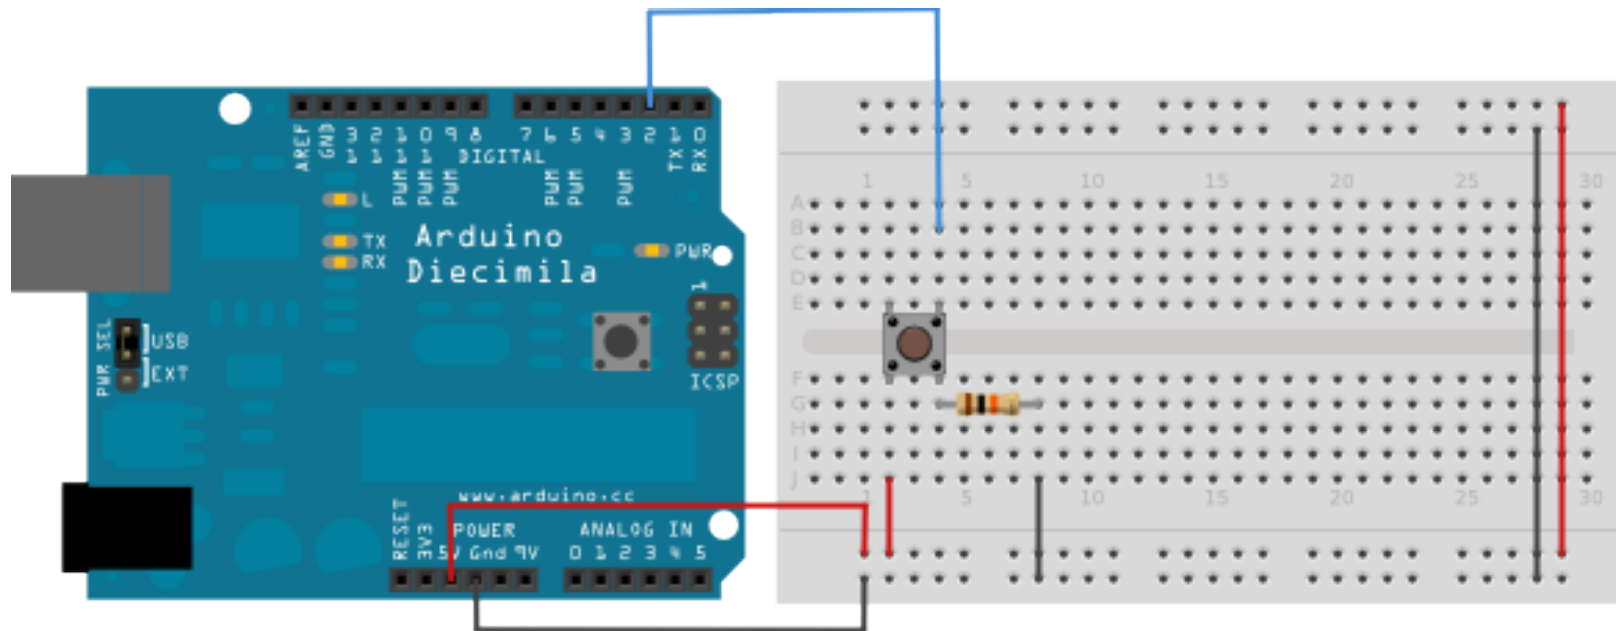 AREF
GND
13
12
11
10
9
8
7
6
5
4
3
2
TX 1
RX 0
DIGITAL
PWM
PWM
PWM
PWM
PWM
PWM
L
TX
RX
Arduino
Diecimila
PWR
1
ICSP
PWR SEL
USB
EXT
www.arduino.cc
POWER
ANALOG IN
RESET
3V3
5V Gnd 9V
0 1 2 3 4 5
1 5 10 15 20 25 30
A
B
C
D
E
F
G
H
I
J
1 5 10 15 20 25 30